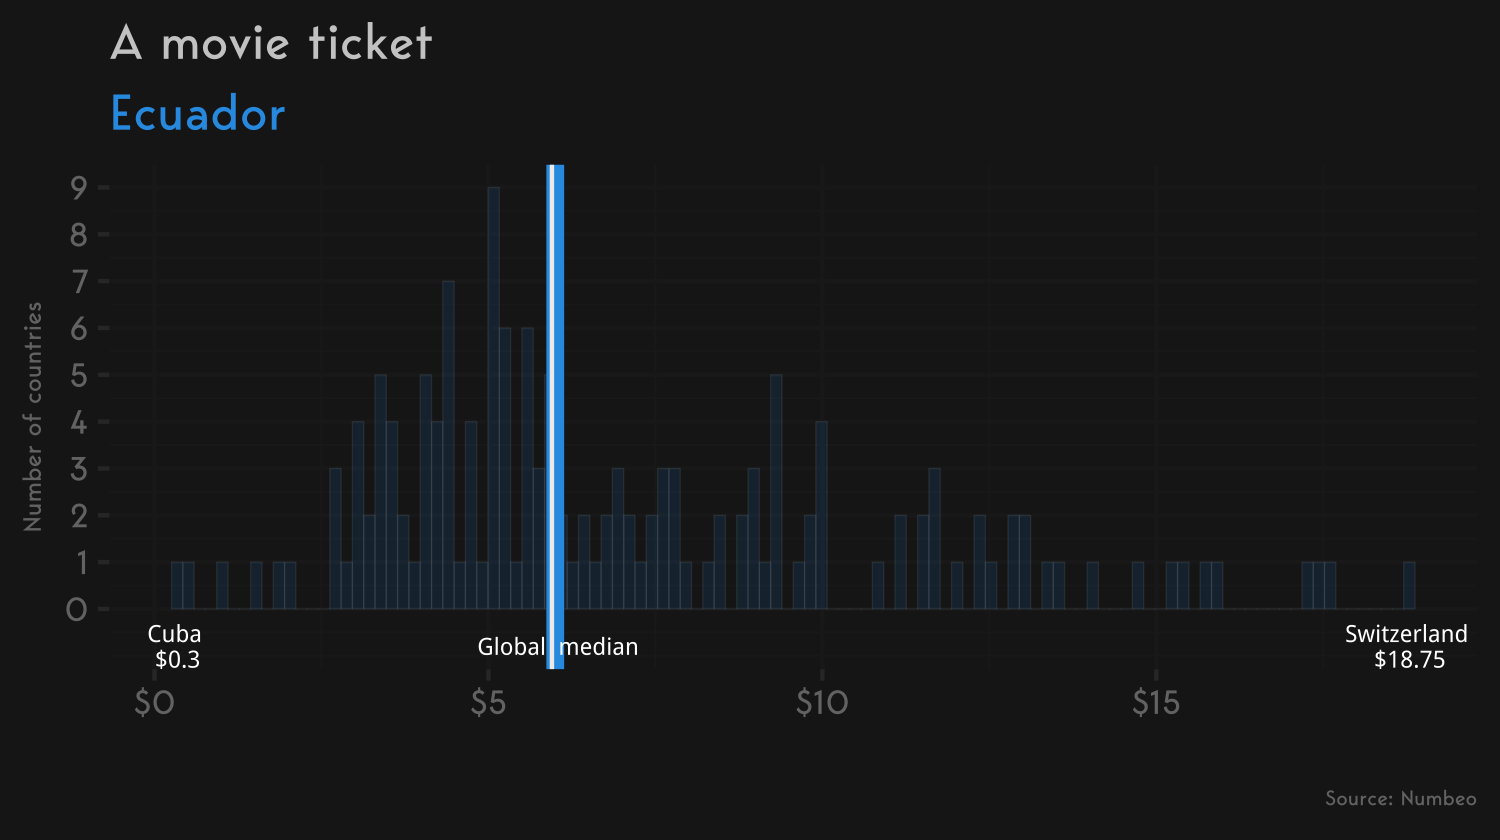 A movie ticket
Ecuador
Number of countries
9
8
7
6
5
4
3
2
1
0
Cuba
$0.3
Global median
Switzerland
$18.75
$0 $5 $10 $15
Source: Numbeo